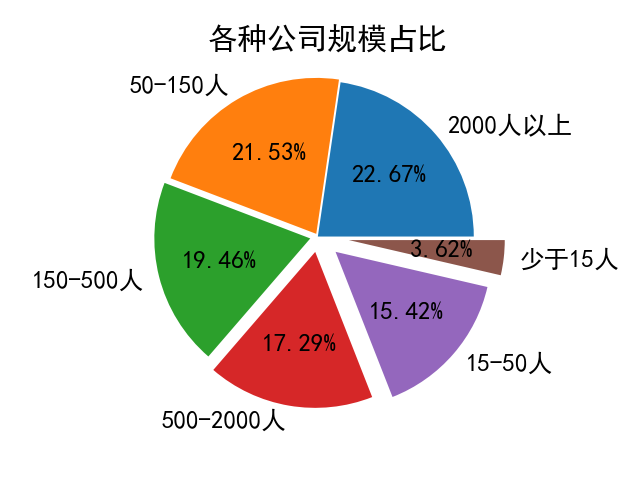 各种公司规模占比
50-150人
2000人以上
21.53%
22.67%
3.62%
少于15人
19.46%
150-500人
15.42%
17.29%
15-50人
500-2000人